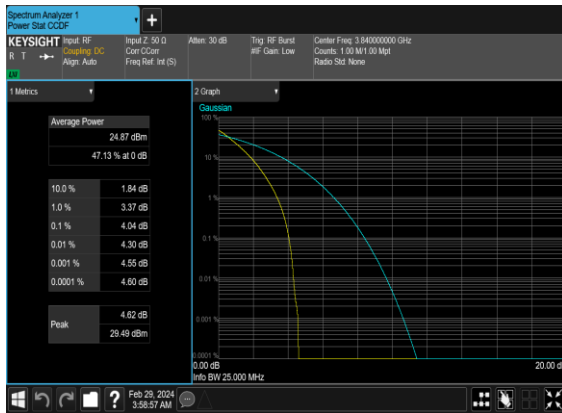 Spectrum Analyzer 1
Power Stat CCDF
+
KEYSIGHT
R T
LXI
Input: RF
Coupling: DC
Align: Auto
Input Z: 50 Ω
Corr CCorr
Freq Ref: Int (S)
Atten: 30 dB
Trig: RF Burst
#IF Gain: Low
Center Freq: 3.840000000 GHz
Counts: 1.00 M/1.00 Mpt
Radio Std: None
1 Metrics
Average Power
24.87 dBm
47.13 % at 0 dB
10.0 % 1.84 dB
1.0 % 3.37 dB
0.1 % 4.04 dB
0.01 % 4.30 dB
0.001 % 4.55 dB
0.0001 % 4.60 dB
Peak 4.62 dB
29.49 dBm
2 Graph
Gaussian
100 %
10 %
1 %
0.1 %
0.01 %
0.001 %
0.0001 %
0.00 dB
20.00 d
Info BW 25.000 MHz
?
Feb 29, 2024
3:58:57 AM